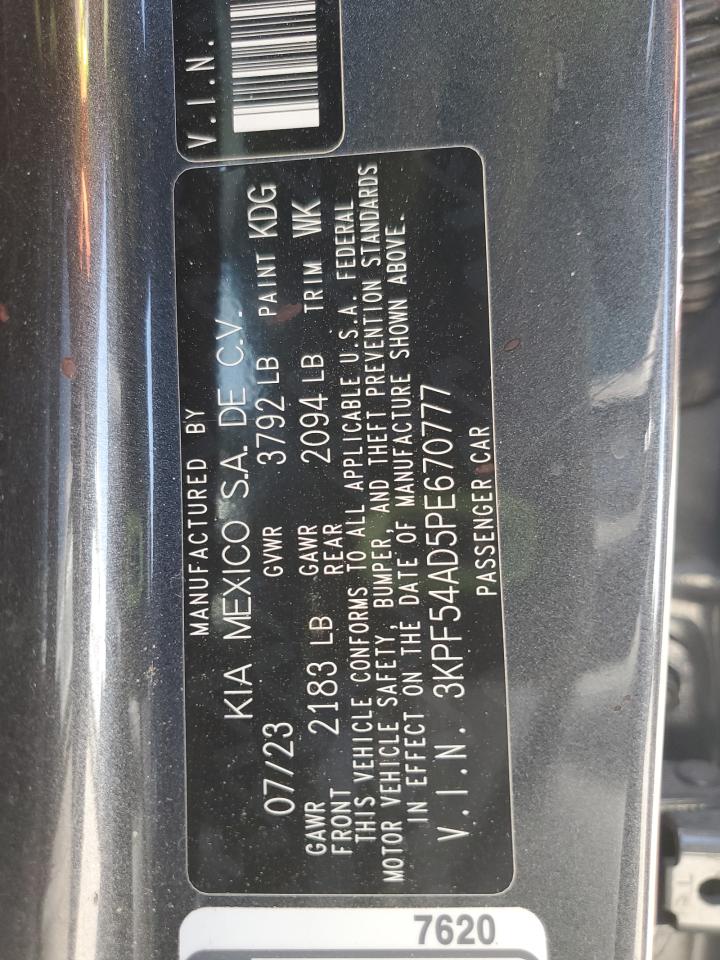 V.I.N.
MANUFACTURED BY
KIA MEXICO S.A. DE C.V.
07/23 GVWR 3792 LB PAINT KDG
GAWR FRONT 2183 LB GAWR REAR 2094 LB TRIM WK
THIS VEHICLE CONFORMS TO ALL APPLICABLE U.S.A. FEDERAL
MOTOR VEHICLE SAFETY, BUMPER, AND THEFT PREVENTION STANDARDS
IN EFFECT ON THE DATE OF MANUFACTURE SHOWN ABOVE.
V.I.N. 3KPF54AD5PE670777
PASSENGER CAR
7620